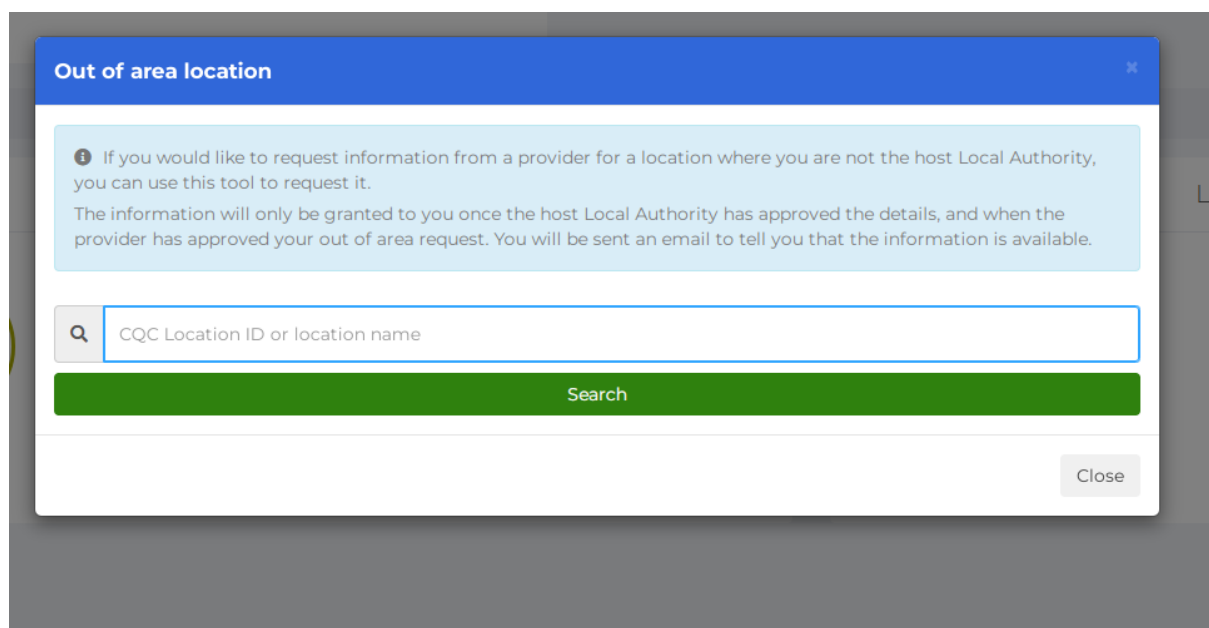 Out of area location
×
If you would like to request information from a provider for a location where you are not the host Local Authority,
you can use this tool to request it.
The information will only be granted to you once the host Local Authority has approved the details, and when the
provider has approved your out of area request. You will be sent an email to tell you that the information is available.
L
CQC Location ID or location name
Search
Close